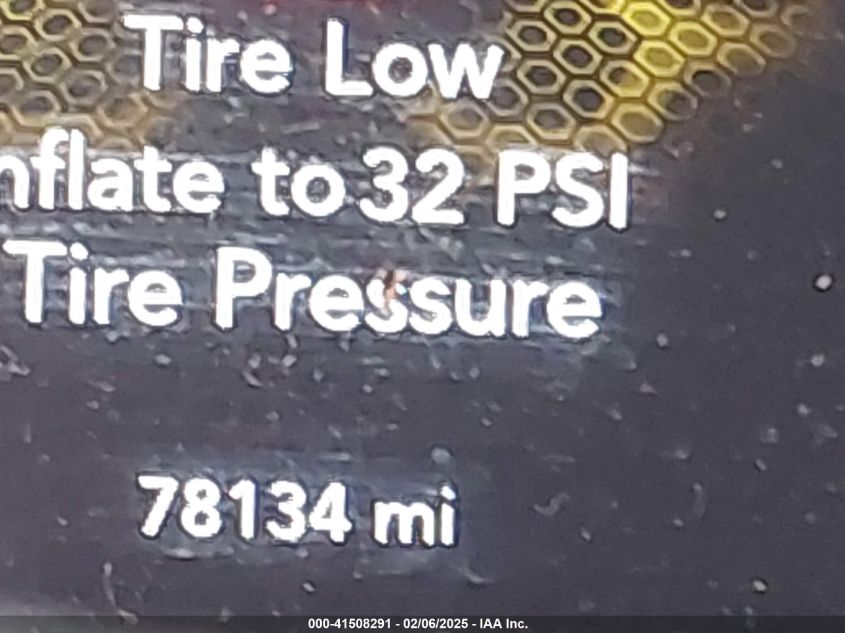 Tire Low
nflate to 32 PSI
Tire Pressure
78134 mi
000-41508291 - 02/06/2025 - IAA Inc.